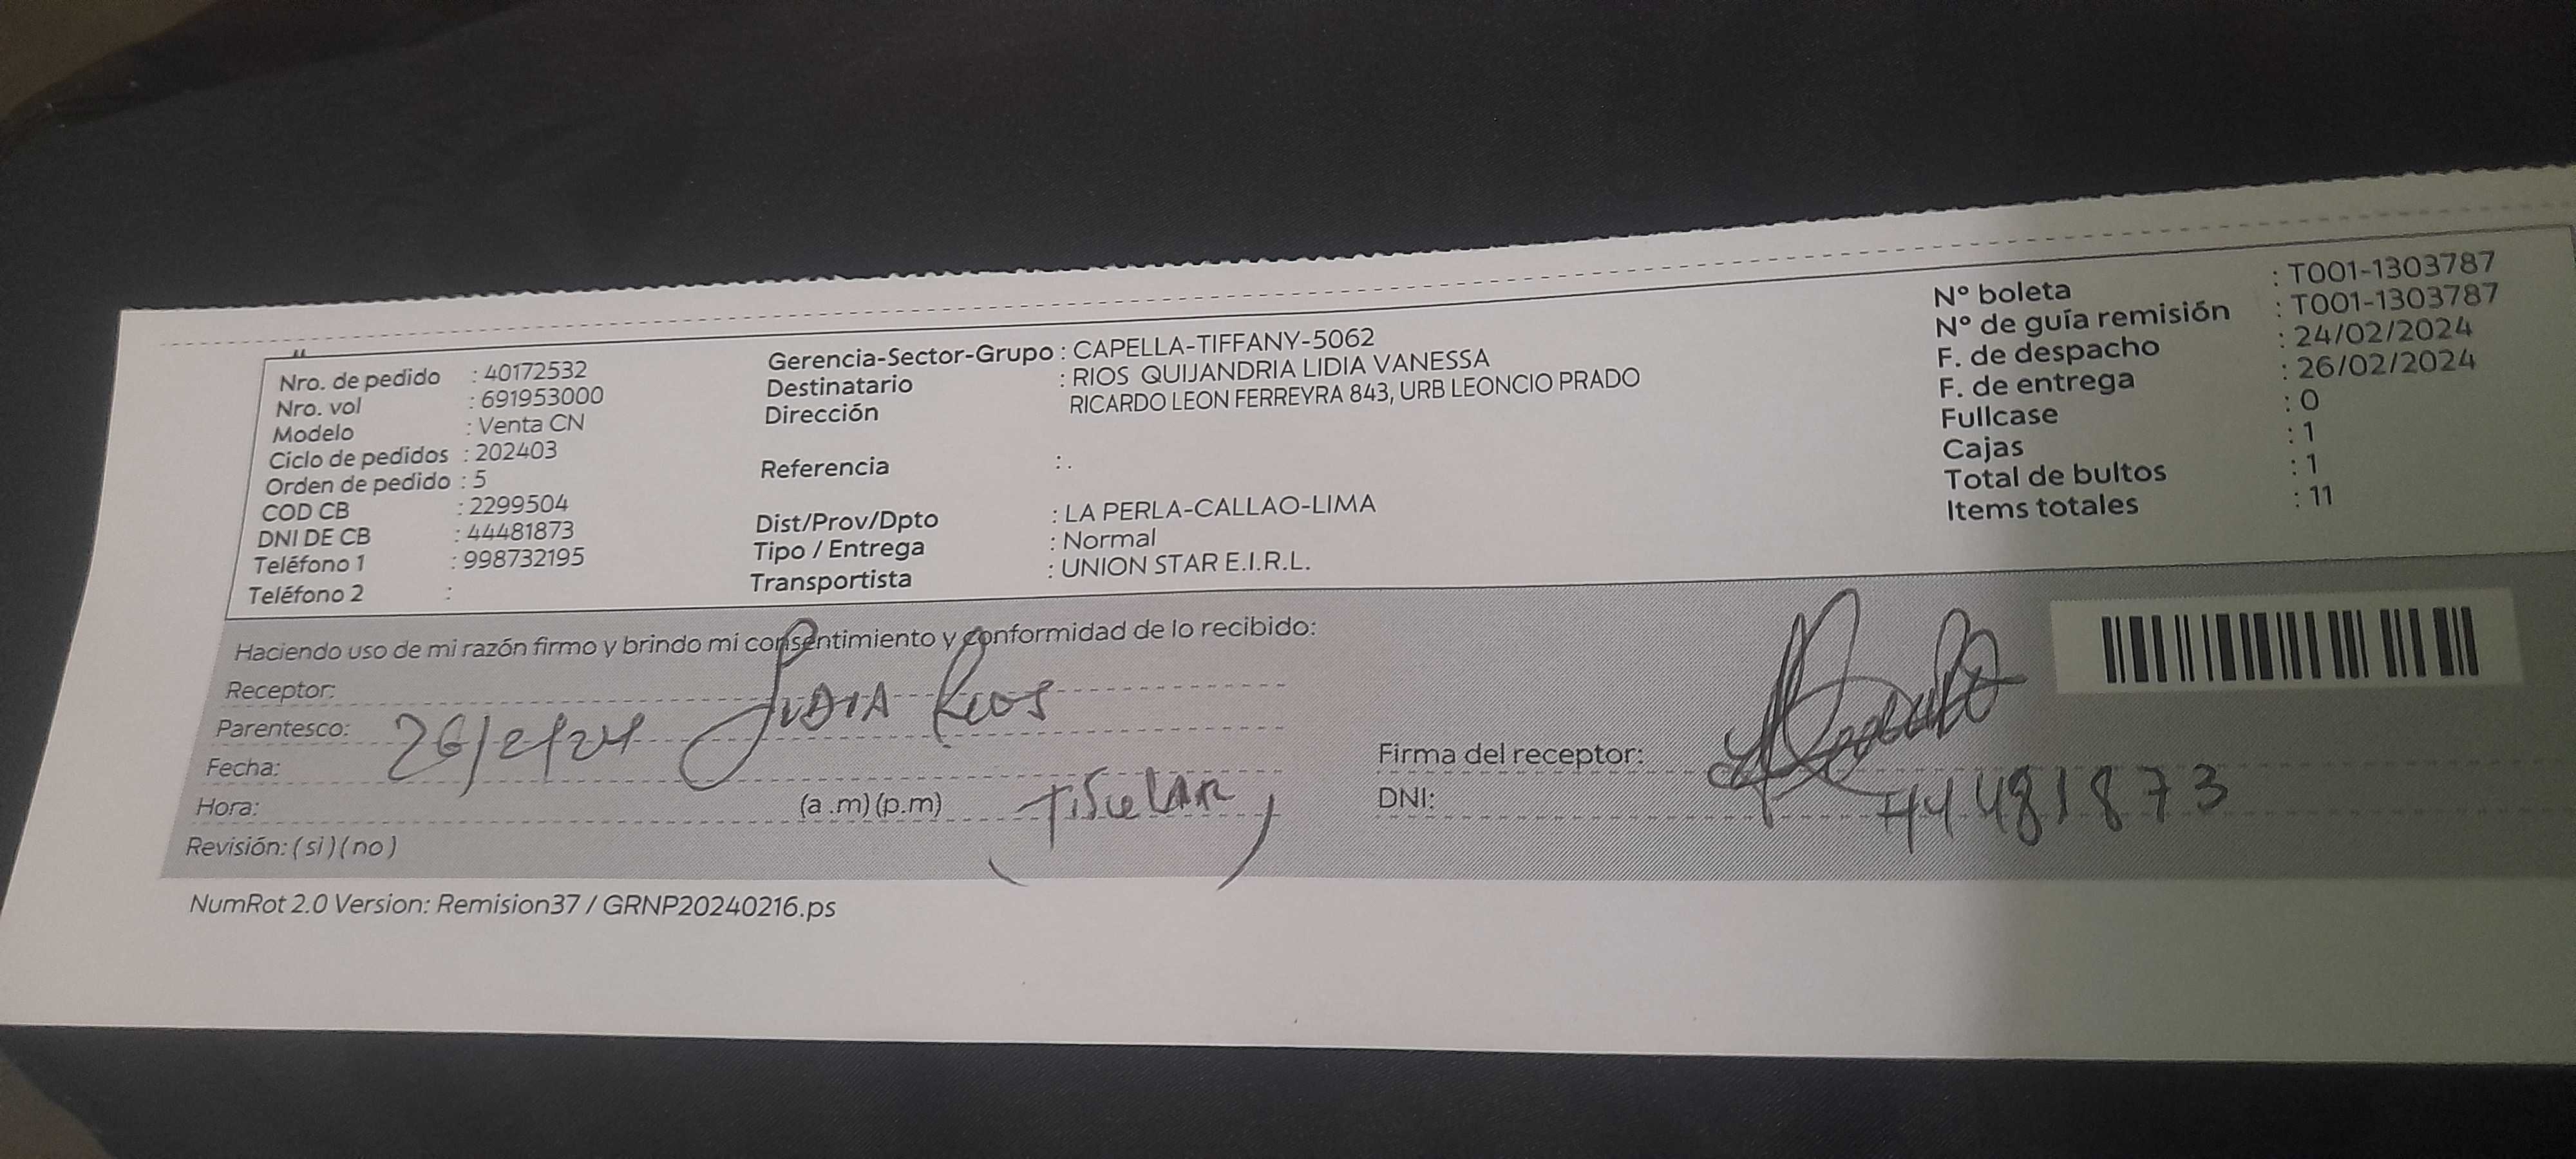 Nro. de pedido : 40172532
Nro. vol : 691953000
Modelo : Venta CN
Ciclo de pedidos : 202403
Orden de pedido : 5
COD CB : 2299504
DNI DE CB : 44481873
Teléfono 1 : 998732195
Teléfono 2 :
Gerencia-Sector-Grupo : CAPELLA-TIFFANY-5062
Destinatario : RIOS QUIJANDRIA LIDIA VANESSA
Dirección RICARDO LEON FERREYRA 843, URB LEONCIO PRADO
Referencia : .
Dist/Prov/Dpto : LA PERLA-CALLAO-LIMA
Tipo / Entrega : Normal
Transportista : UNION STAR E.I.R.L.
N° boleta : T001-1303787
N° de guía remisión : T001-1303787
F. de despacho : 24/02/2024
F. de entrega : 26/02/2024
Fullcase : 0
Cajas : 1
Total de bultos : 1
Items totales : 11
Haciendo uso de mi razón firmo y brindo mi consentimiento y conformidad de lo recibido:
Receptor: LIDIA RIOS
Parentesco:
Fecha: 26/2/24
Hora: (a .m) (p.m) (TITULAR)
Revisión: ( si ) ( no )
Firma del receptor:
DNI: 44481873
NumRot 2.0 Version: Remision37 / GRNP20240216.ps